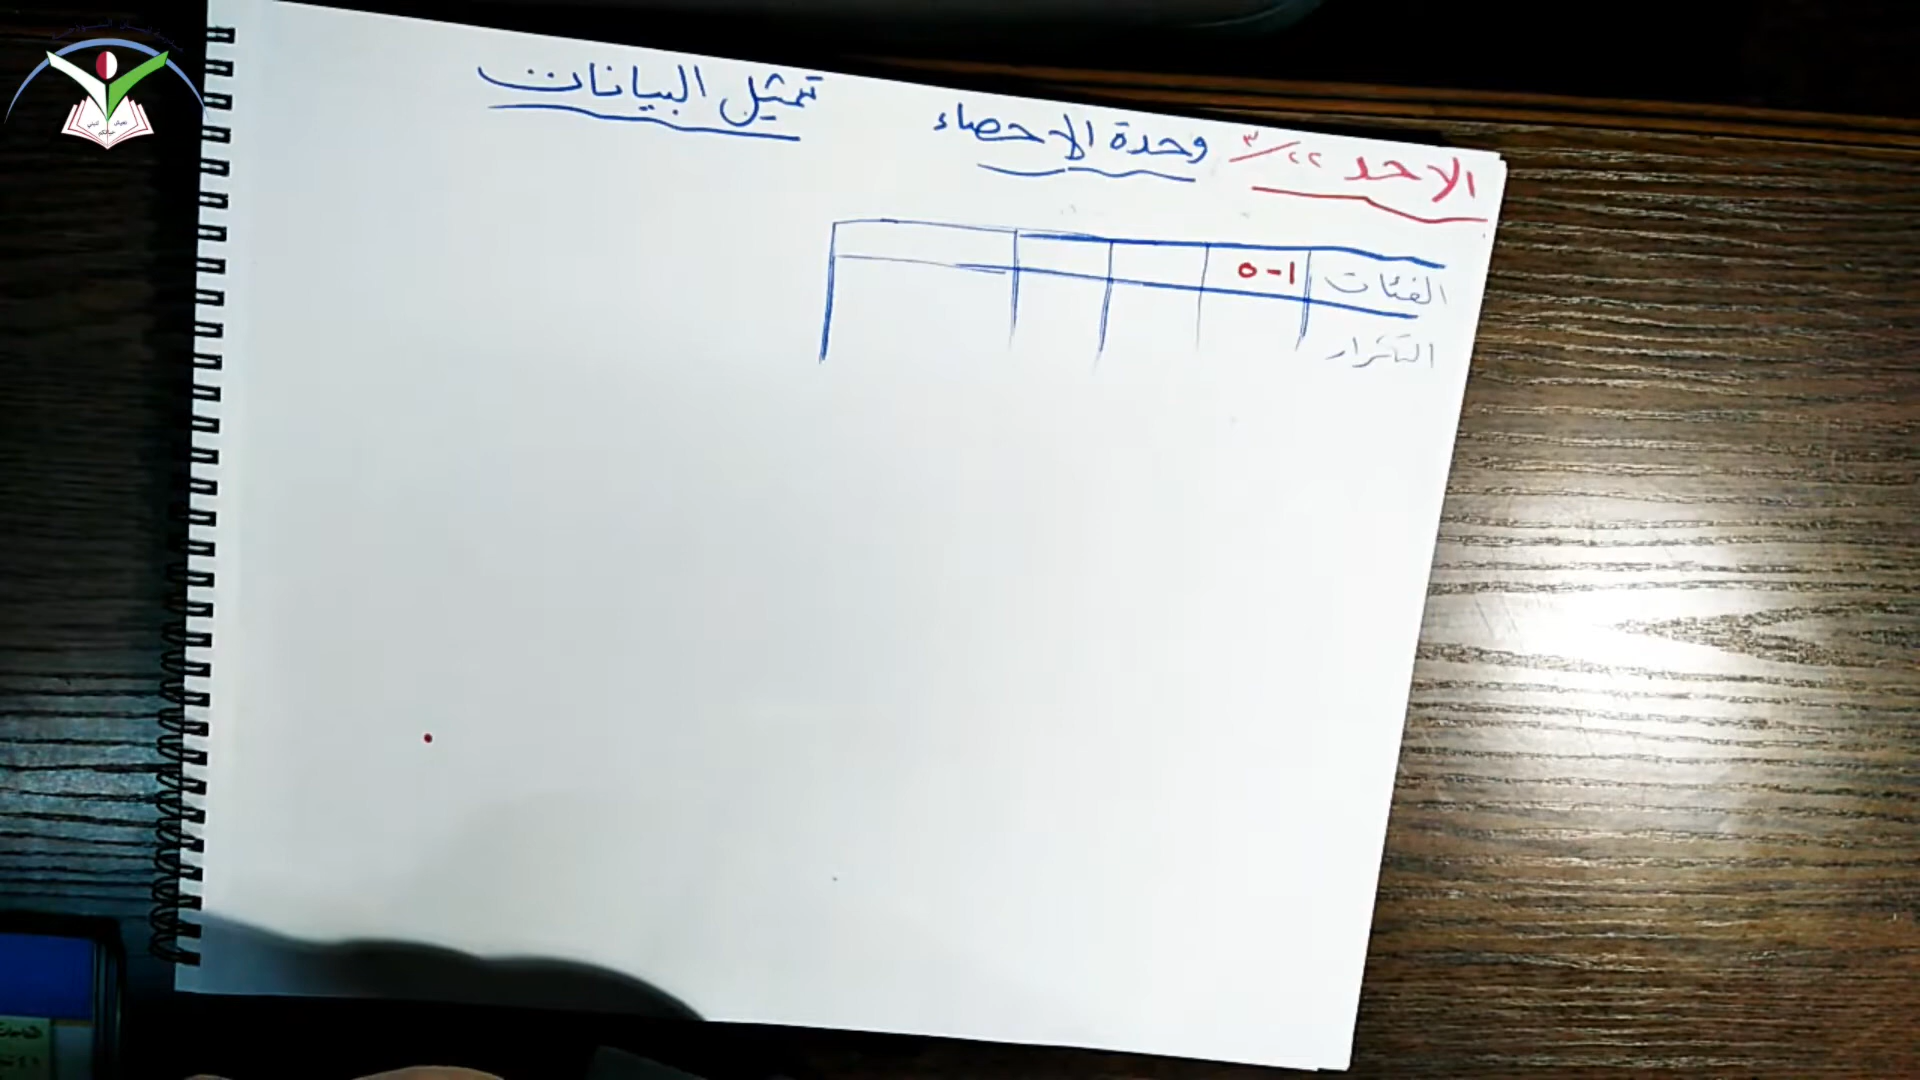 الاحد ٢٢/٣ وحدة الاحصاء تمثيل البيانات
الفئات ١-٥
التكرار